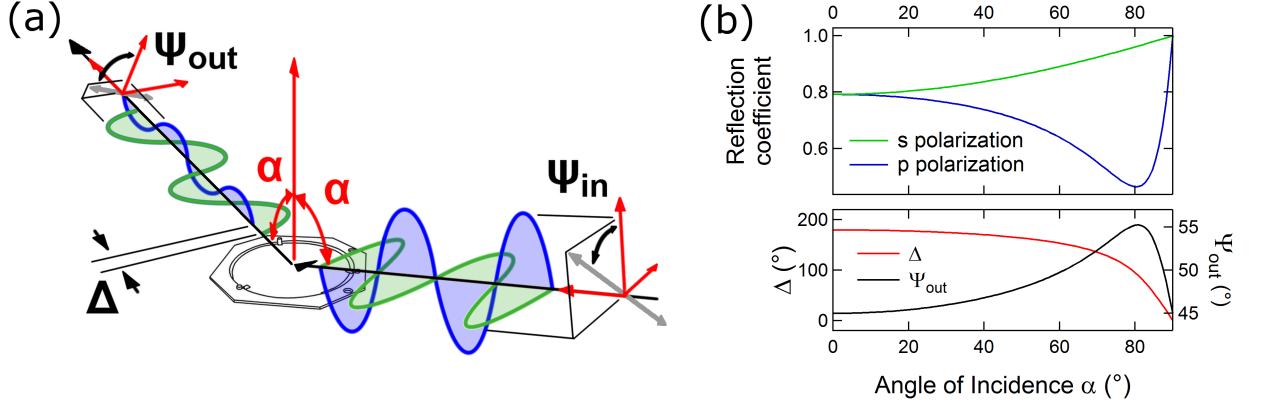 (a)
Ψout
α
α
Ψin
Δ
(b)
0 20 40 60 80
Reflection
coefficient
1.0
0.8
0.6
s polarization
p polarization
Δ (°)
200
100
0
Δ
Ψout
55
50
45
Ψout (°)
0 20 40 60 80
Angle of Incidence α (°)